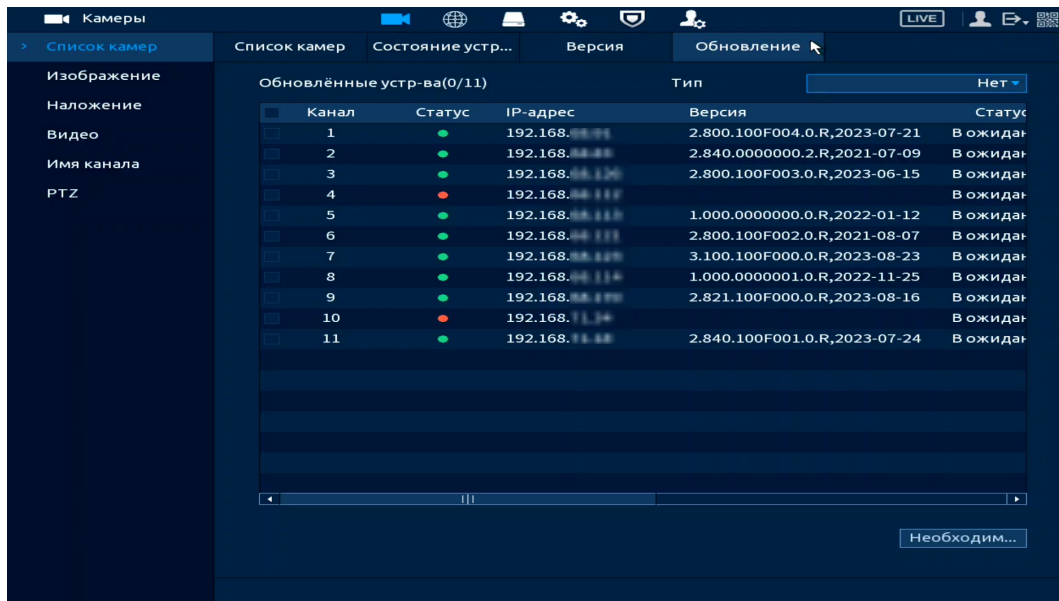 Камеры LIVE
Список камер
Изображение
Наложение
Видео
Имя канала
PTZ
Список камер Состояние устр... Версия Обновление
Обновлённые устр-ва(0/11) Тип Нет
Канал Статус IP-адрес Версия Статус
1 192.168. 2.800.100F004.0.R,2023-07-21 В ожидан
2 192.168. 2.840.0000000.2.R,2021-07-09 В ожидан
3 192.168. 2.800.100F003.0.R,2023-06-15 В ожидан
4 192.168. В ожидан
5 192.168. 1.000.0000000.0.R,2022-01-12 В ожидан
6 192.168. 2.800.100F002.0.R,2021-08-07 В ожидан
7 192.168. 3.100.100F000.0.R,2023-08-23 В ожидан
8 192.168. 1.000.0000001.0.R,2022-11-25 В ожидан
9 192.168. 2.821.100F000.0.R,2023-08-16 В ожидан
10 192.168. В ожидан
11 192.168. 2.840.100F001.0.R,2023-07-24 В ожидан
Необходим...